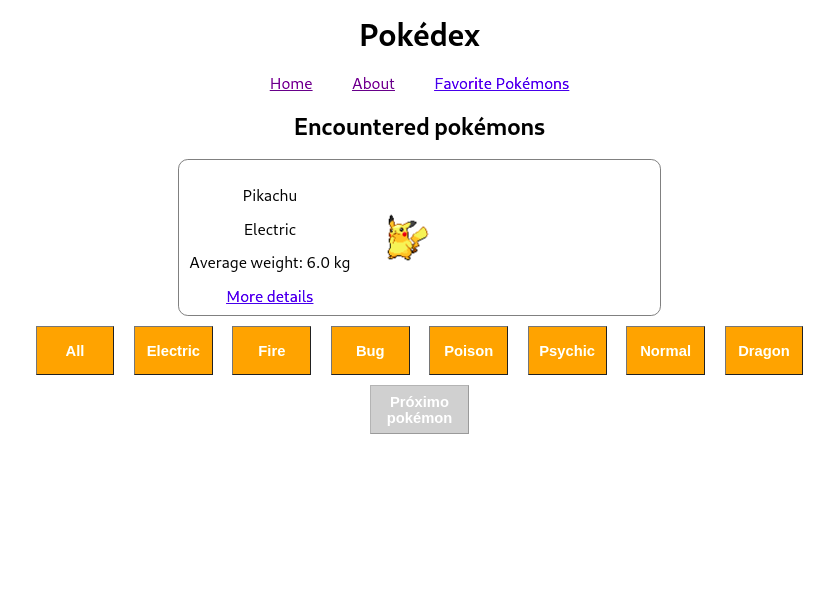 Pokédex
Home About Favorite Pokémons
Encountered pokémons
Pikachu
Electric
Average weight: 6.0 kg
More details
All Electric Fire Bug Poison Psychic Normal Dragon
Próximo
pokémon